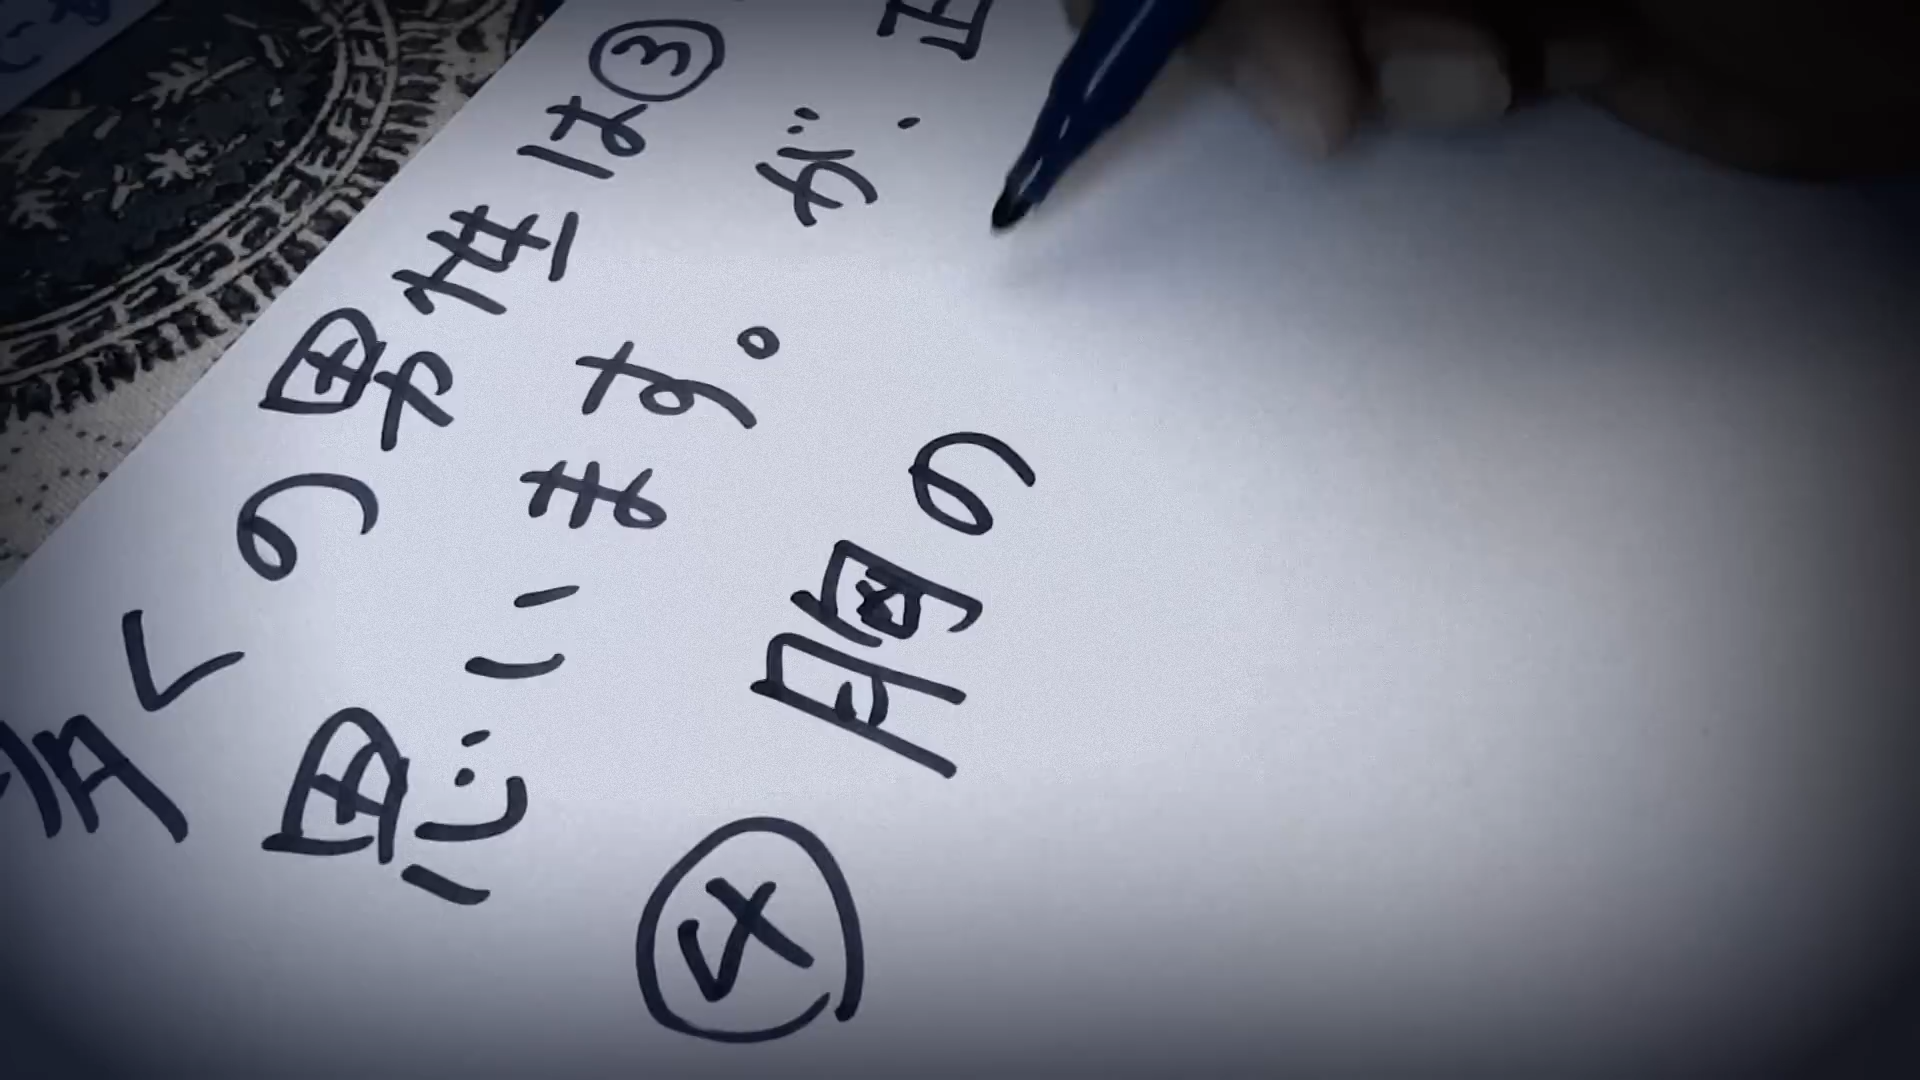 くの男性は③
思います。が、
④胸の